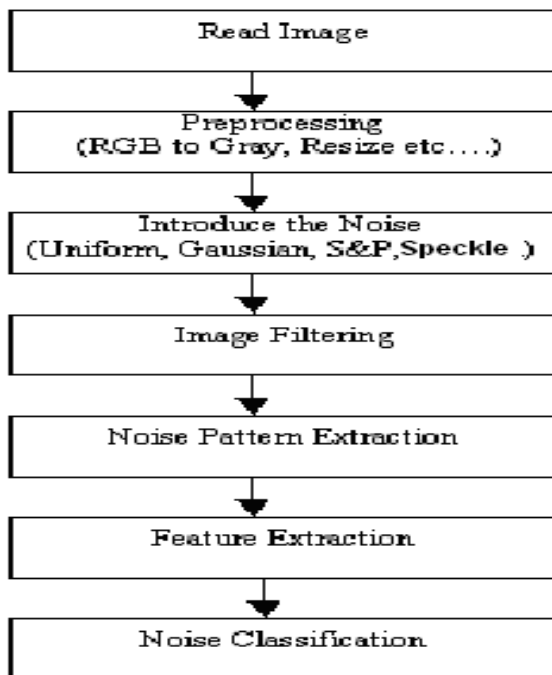 Read Image
Preprocessing
(RGB to Gray, Resize etc....)
Introduce the Noise
(Uniform, Gaussian, S&P,Speckle .)
Image Filtering
Noise Pattern Extraction
Feature Extraction
Noise Classification